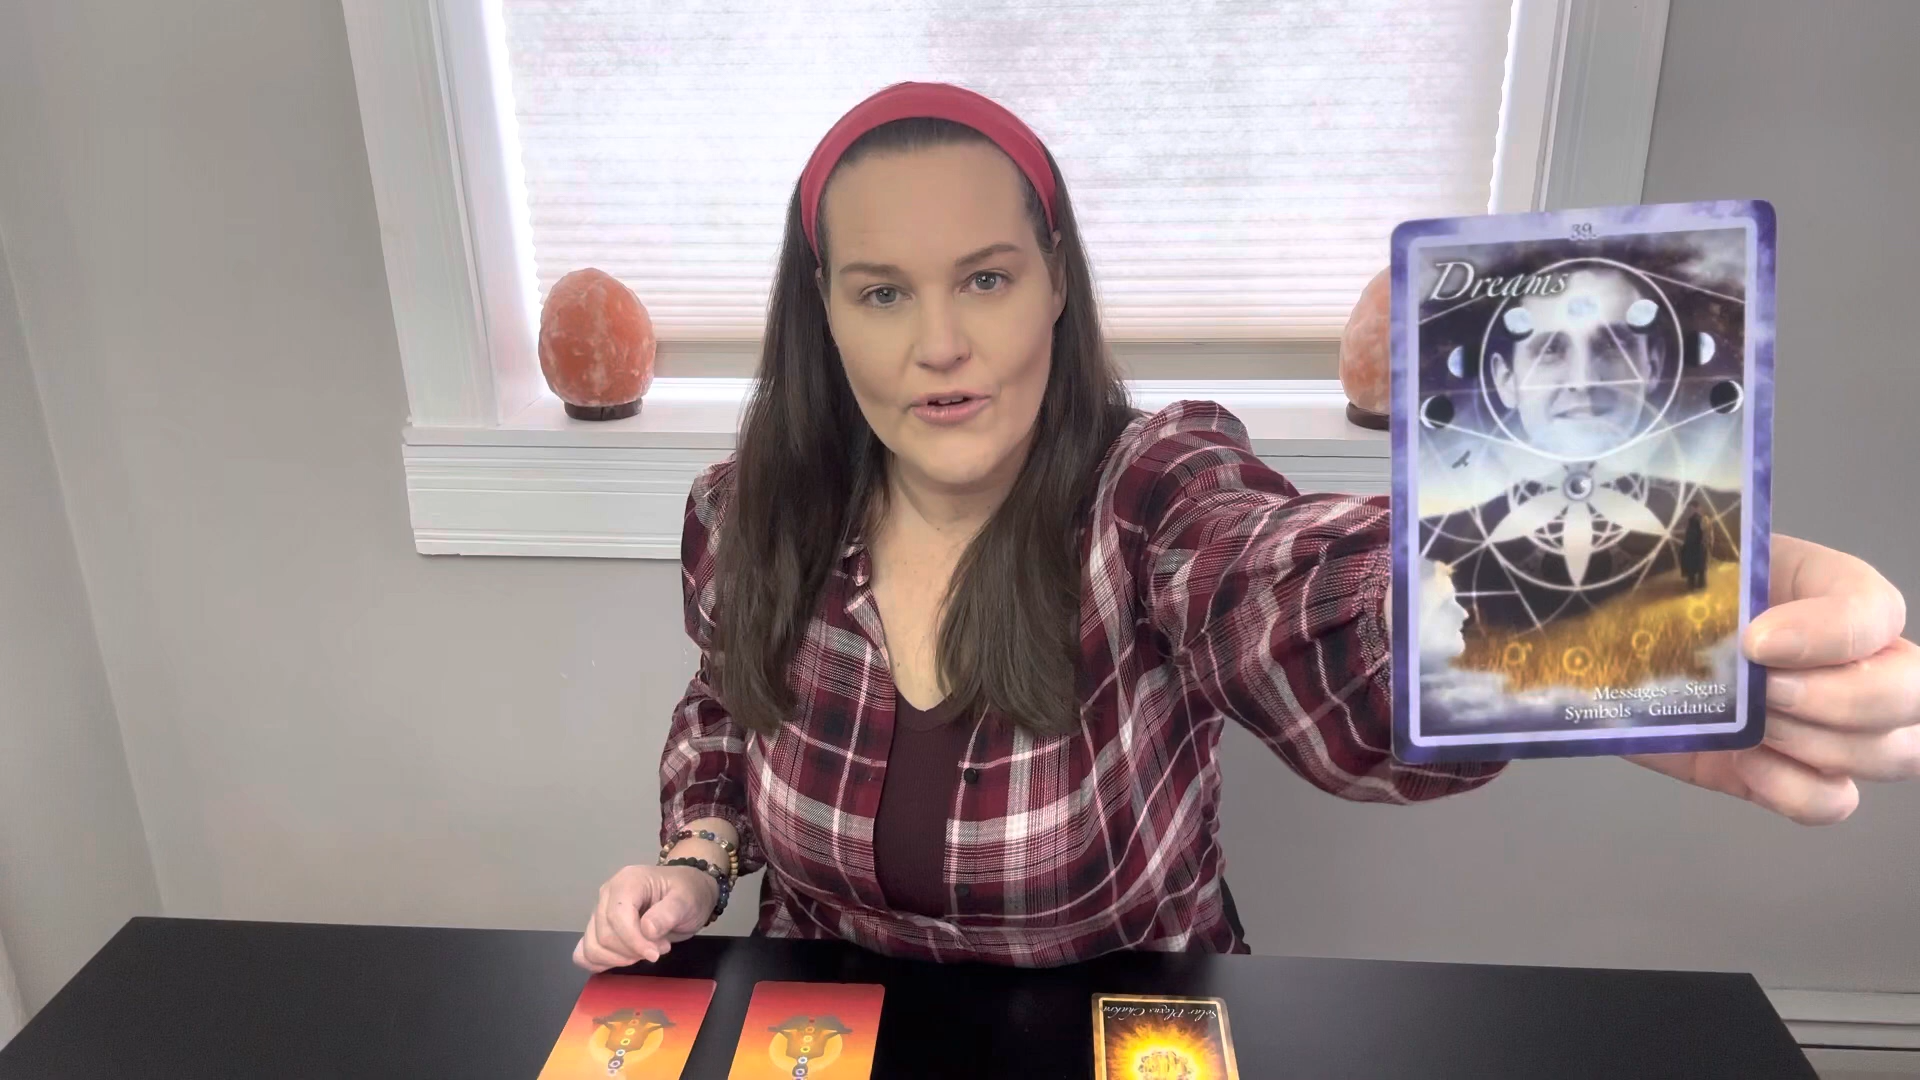 39.
Dreams
Messages - Signs
Symbols - Guidance
Solar Plexus Chakra